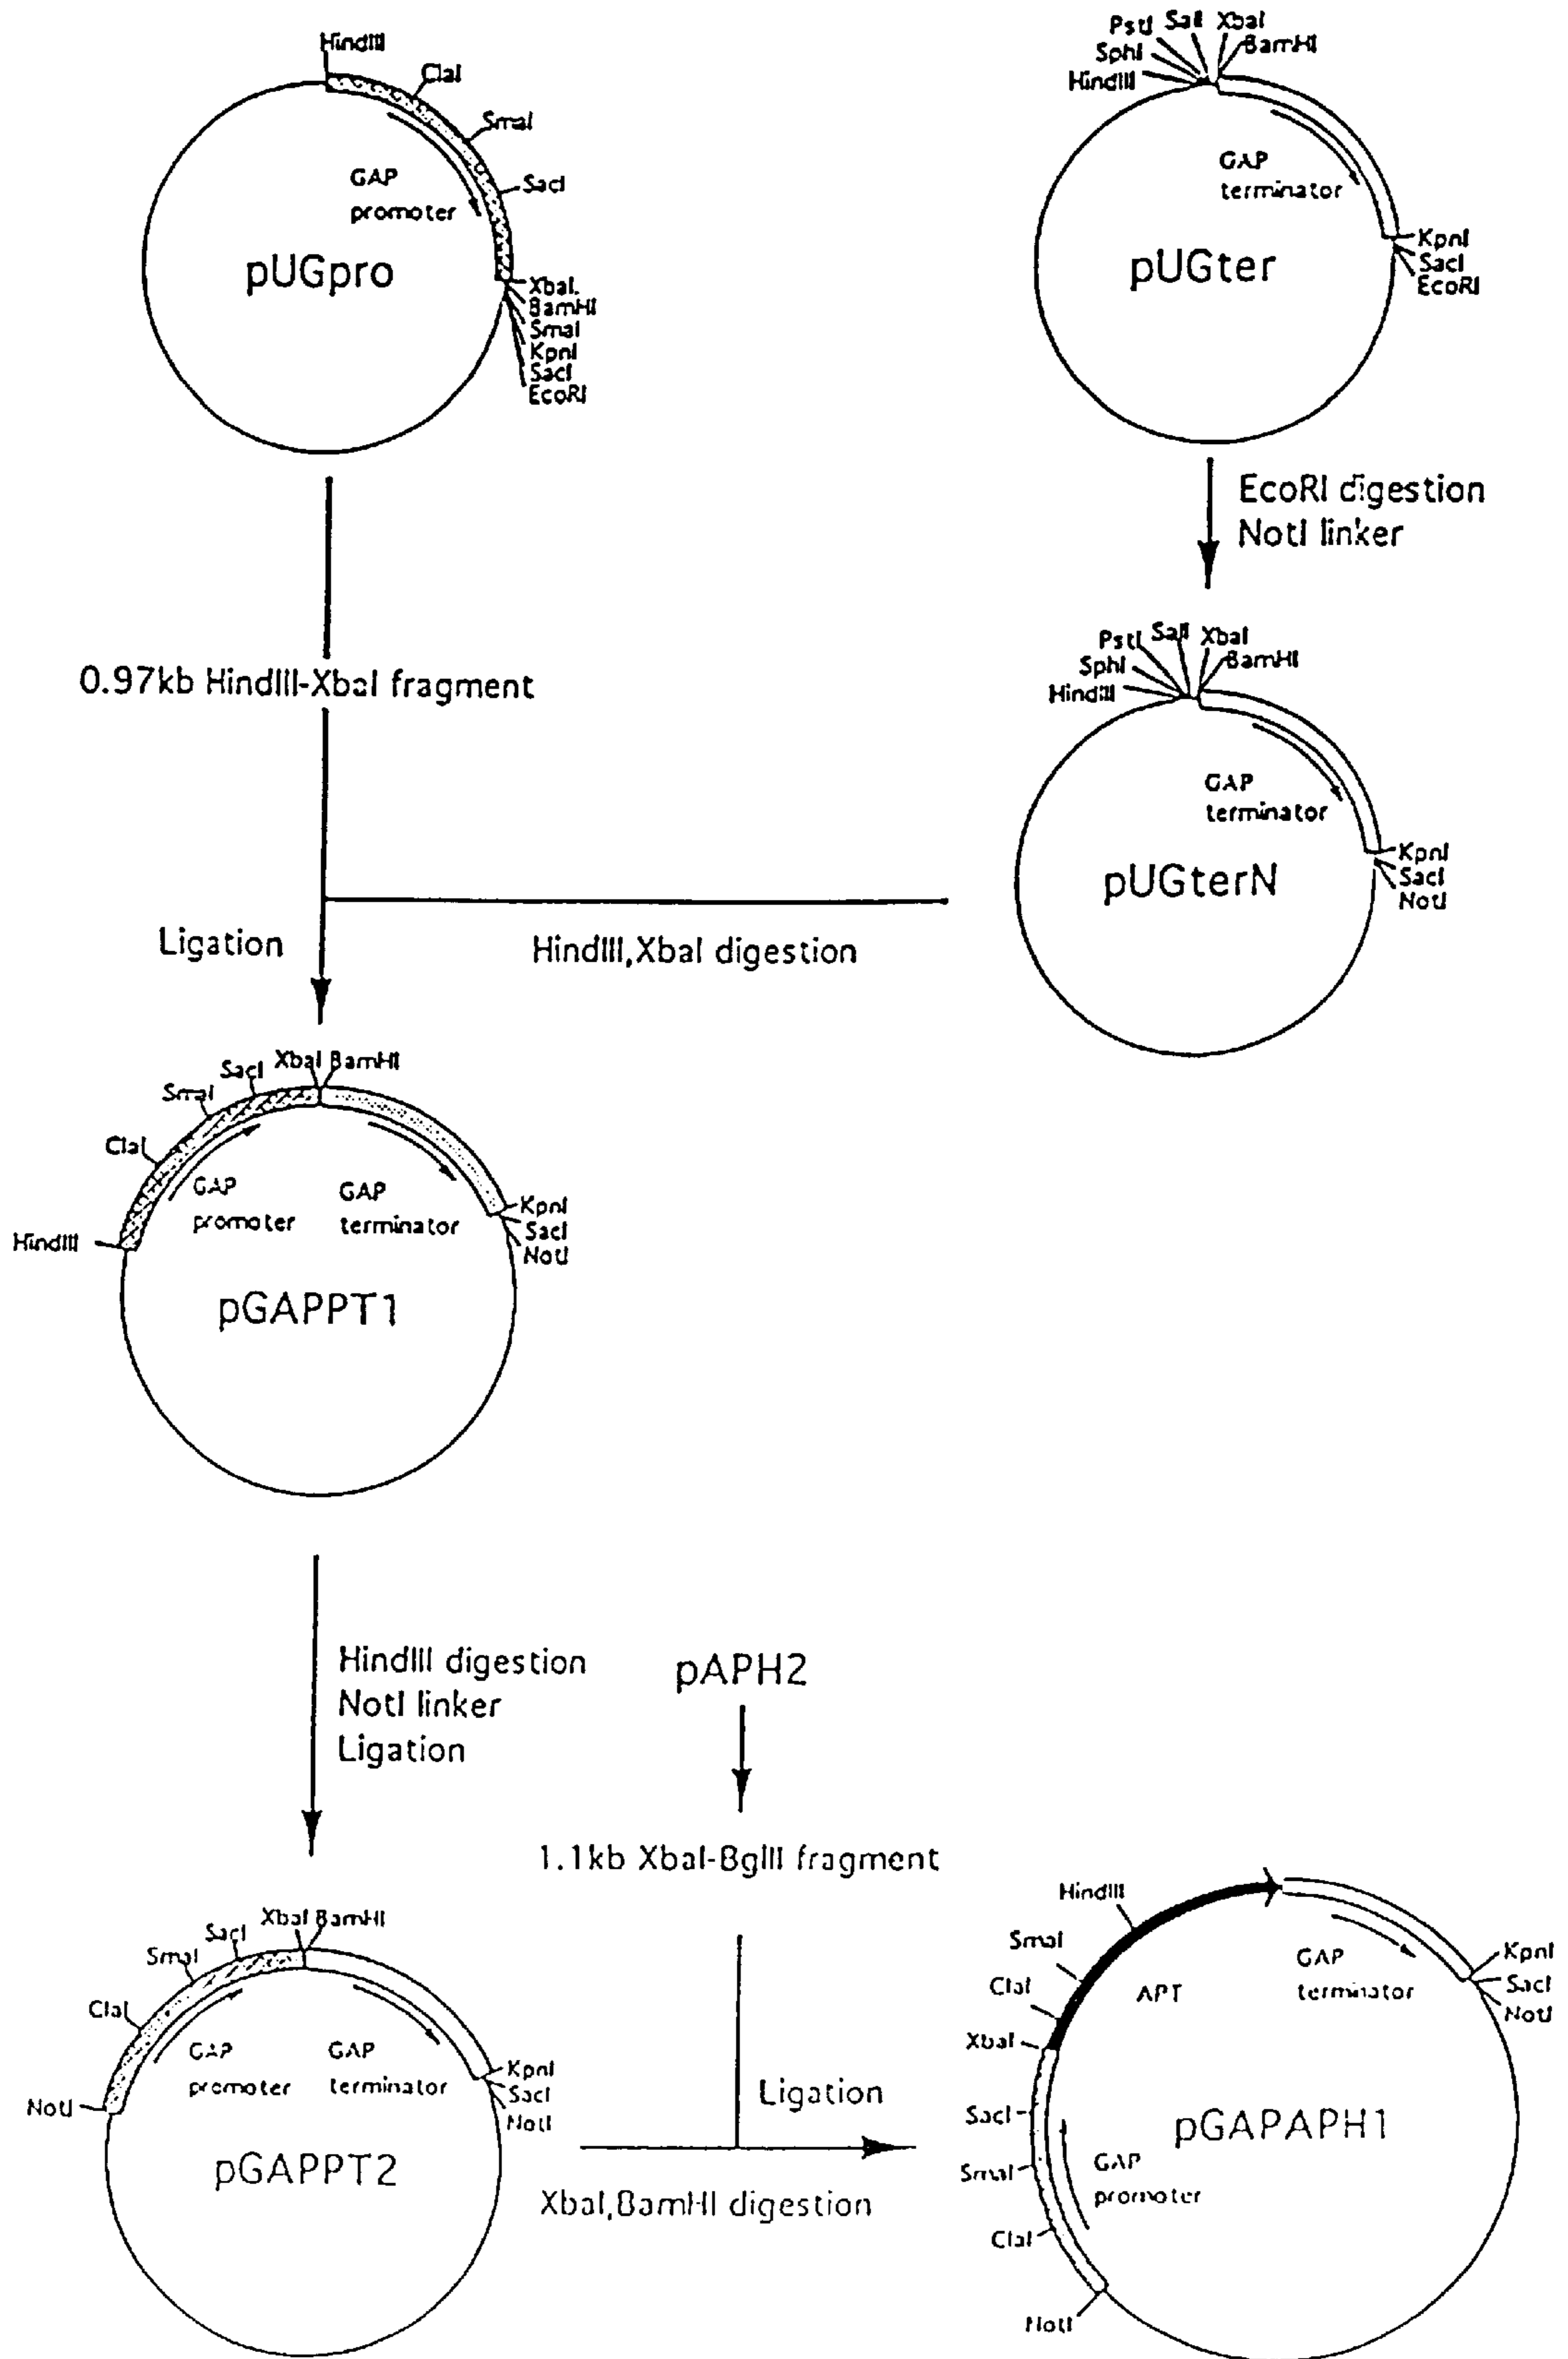 HindIII
ClaI
SmaI
SacI
GAP
promoter
pUGpro
XbaI.
BamHI
SmaI
KpnI
SacI
EcoRI
PstI SalI XbaI
SphI BamHI
HindIII
GAP
terminator
pUGter
KpnI
SacI
EcoRI
EcoRI digestion
NotI linker
0.97kb HindIII-XbaI fragment
PstI SalI XbaI
SphI BamHI
HindIII
GAP
terminator
pUGterN
KpnI
SacI
NotI
Ligation
HindIII,XbaI digestion
SacI XbaI BamHI
SmaI
ClaI
HindIII
GAP GAP
promoter terminator
KpnI
SacI
NotI
pGAPPT1
HindIII digestion
NotI linker
Ligation
pAPH2
1.1kb XbaI-BglII fragment
SacI XbaI BamHI
SmaI
ClaI
NotI
GAP GAP
promoter terminator
KpnI
SacI
NotI
pGAPPT2
Ligation
XbaI,BamHI digestion
HindIII
SmaI
ClaI
XbaI
SacI
SmaI
ClaI
NotI
APT
GAP
terminator
KpnI
SacI
NotI
pGAPAPH1
GAP
promoter